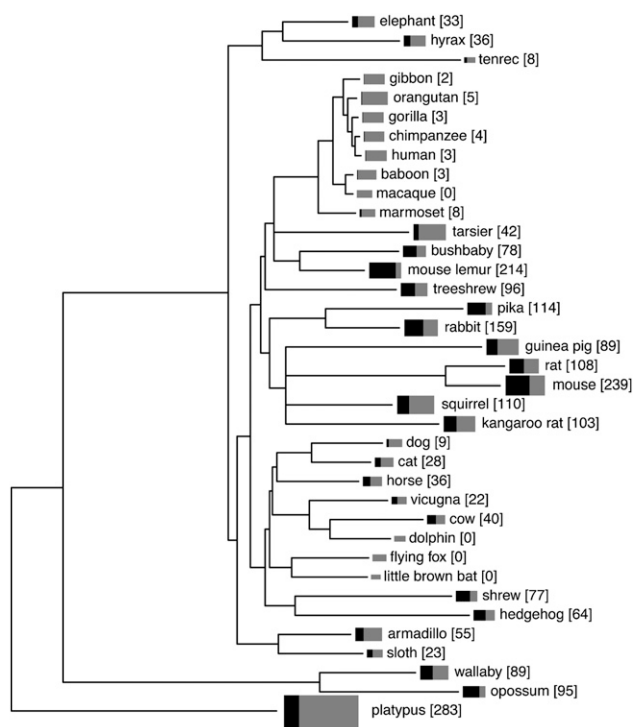 elephant [33]
hyrax [36]
tenrec [8]
gibbon [2]
orangutan [5]
gorilla [3]
chimpanzee [4]
human [3]
baboon [3]
macaque [0]
marmoset [8]
tarsier [42]
bushbaby [78]
mouse lemur [214]
treeshrew [96]
pika [114]
rabbit [159]
guinea pig [89]
rat [108]
mouse [239]
squirrel [110]
kangaroo rat [103]
dog [9]
cat [28]
horse [36]
vicugna [22]
cow [40]
dolphin [0]
flying fox [0]
little brown bat [0]
shrew [77]
hedgehog [64]
armadillo [55]
sloth [23]
wallaby [89]
opossum [95]
platypus [283]